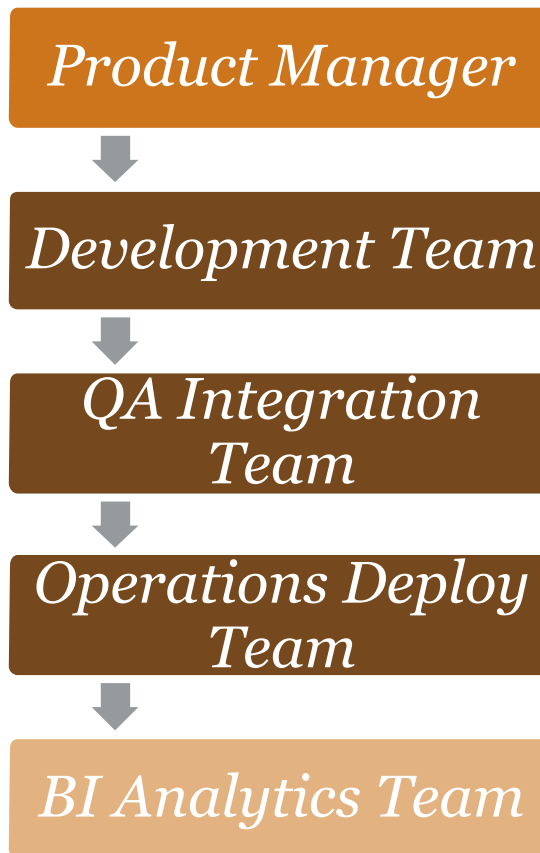 Product Manager
Development Team
QA Integration
Team
Operations Deploy
Team
BI Analytics Team